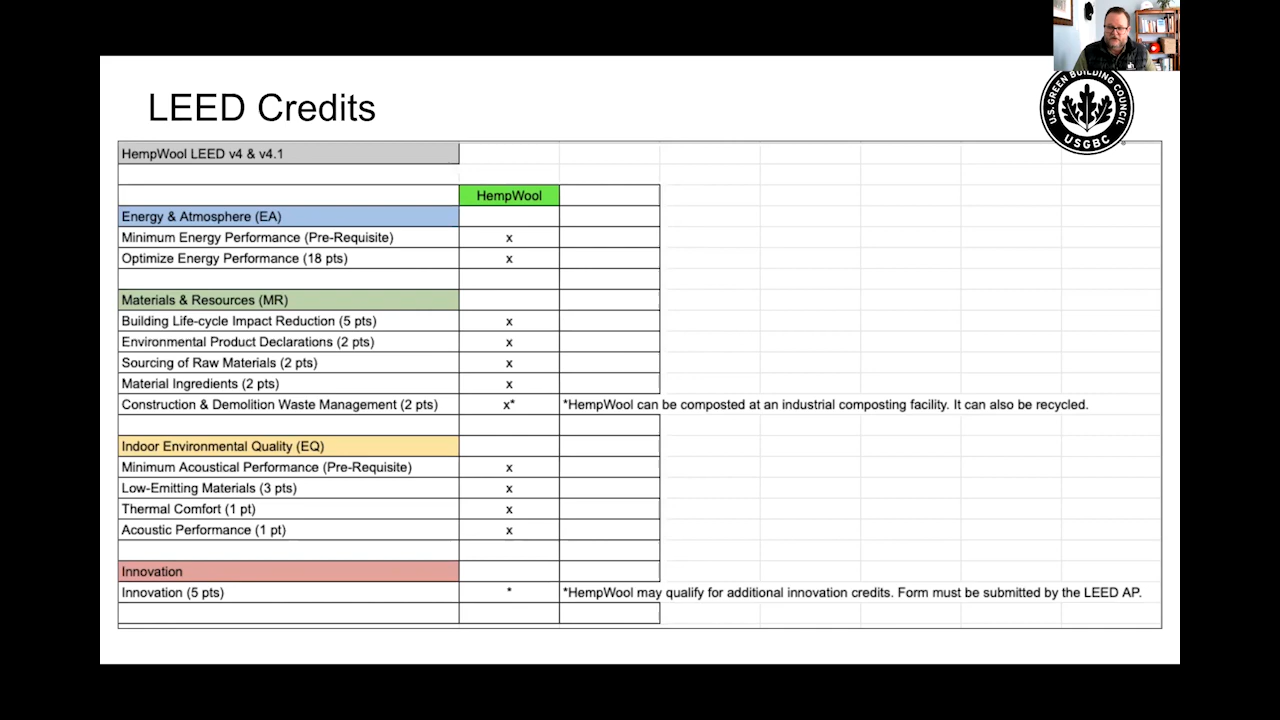 LEED Credits
U.S. GREEN BUILDING COUNCIL
USGBC
HempWool LEED v4 & v4.1
HempWool
Energy & Atmosphere (EA)
Minimum Energy Performance (Pre-Requisite) x
Optimize Energy Performance (18 pts) x
Materials & Resources (MR)
Building Life-cycle Impact Reduction (5 pts) x
Environmental Product Declarations (2 pts) x
Sourcing of Raw Materials (2 pts) x
Material Ingredients (2 pts) x
Construction & Demolition Waste Management (2 pts) x* *HempWool can be composted at an industrial composting facility. It can also be recycled.
Indoor Environmental Quality (EQ)
Minimum Acoustical Performance (Pre-Requisite) x
Low-Emitting Materials (3 pts) x
Thermal Comfort (1 pt) x
Acoustic Performance (1 pt) x
Innovation
Innovation (5 pts) * *HempWool may qualify for additional innovation credits. Form must be submitted by the LEED AP.